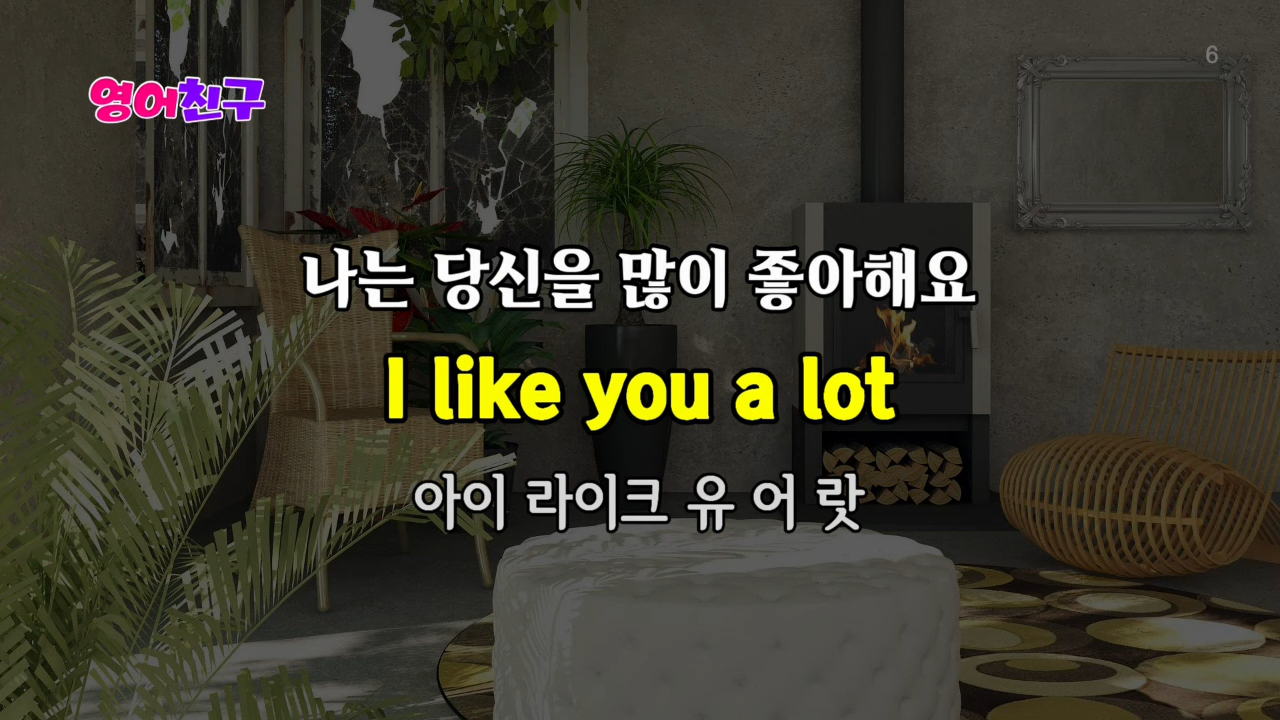 영어친구
6
나는 당신을 많이 좋아해요
I like you a lot
아이 라이크 유 어 랏